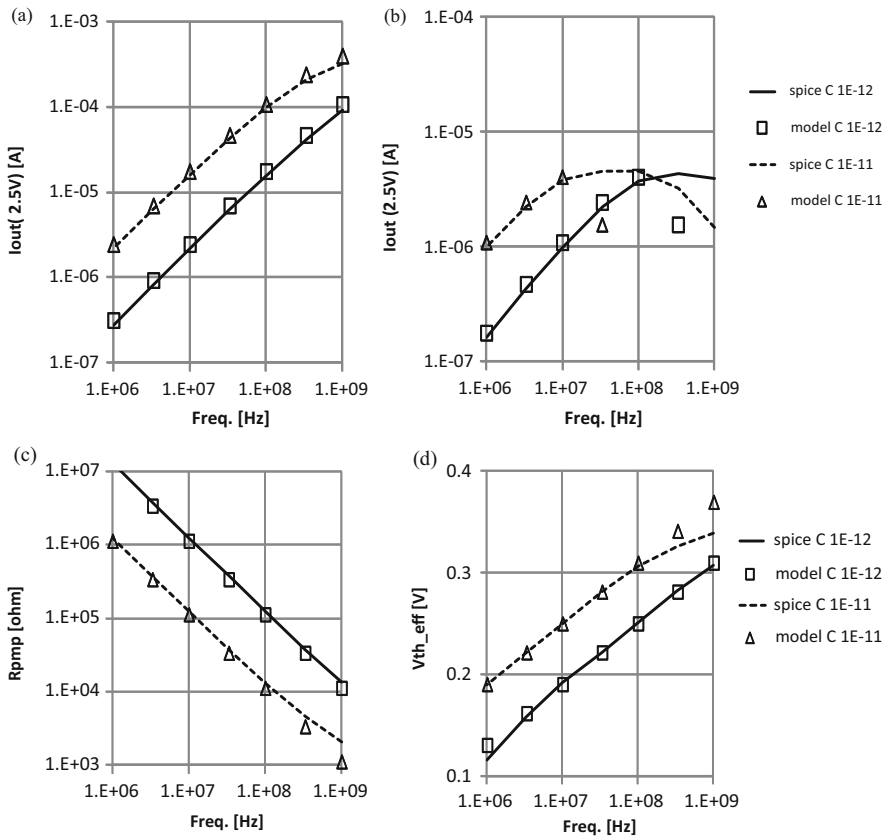 (a)
1.E-03
1.E-04
1.E-05
1.E-06
1.E-07
Iout( 2.5V) [A]
1.E+06 1.E+07 1.E+08 1.E+09
Freq. [Hz]
(b)
1.E-04
1.E-05
1.E-06
1.E-07
Iout (2.5V) [A]
1.E+06 1.E+07 1.E+08 1.E+09
Freq. [Hz]
spice C 1E-12
model C 1E-12
spice C 1E-11
model C 1E-11
(c)
1.E+07
1.E+06
1.E+05
1.E+04
1.E+03
Rpmp [ohm]
1.E+06 1.E+07 1.E+08 1.E+09
Freq. [Hz]
(d)
0.4
0.3
0.2
0.1
Vth_eff [V]
1.E+06 1.E+07 1.E+08 1.E+09
Freq. [Hz]
spice C 1E-12
model C 1E-12
spice C 1E-11
model C 1E-11